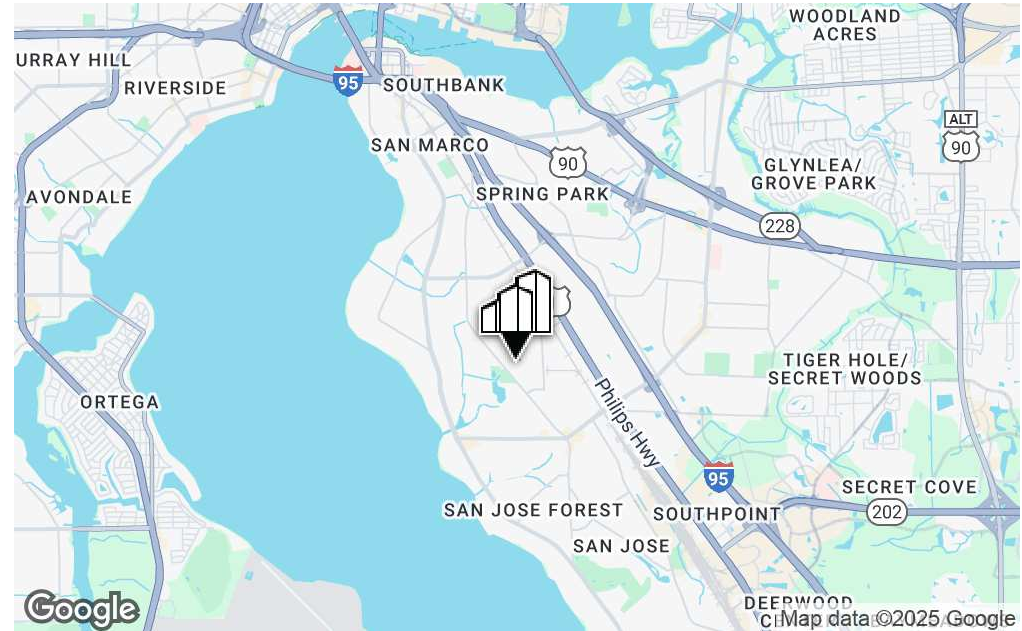 WOODLAND
ACRES
URRAY HILL
RIVERSIDE
95
SOUTHBANK
ALT
90
SAN MARCO
90
GLYNLEA/
GROVE PARK
AVONDALE
SPRING PARK
228
TIGER HOLE/
SECRET WOODS
ORTEGA
Philips Hwy
95
SECRET COVE
SAN JOSE FOREST
SOUTHPOINT
202
SAN JOSE
DEERWOOD
Google
Map data ©2025 Google